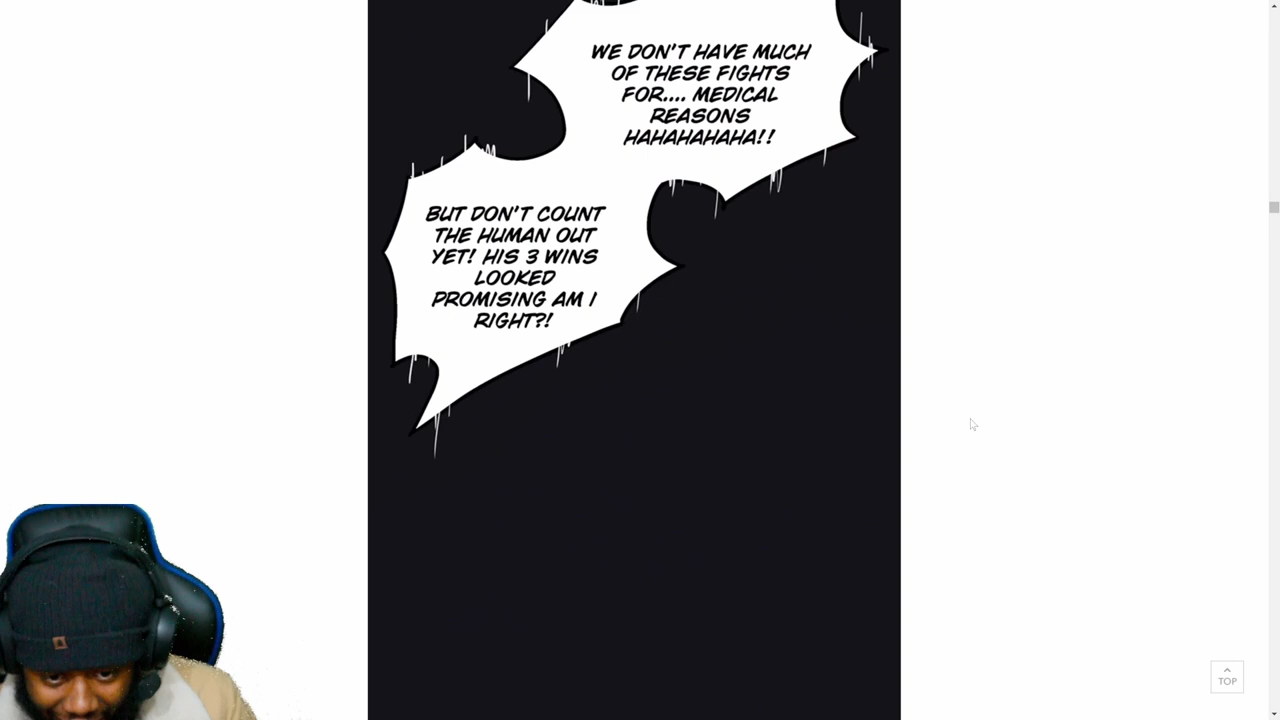 WE DON'T HAVE MUCH
OF THESE FIGHTS
FOR.... MEDICAL
REASONS
HAHAHAHAHA!!
BUT DON'T COUNT
THE HUMAN OUT
YET! HIS 3 WINS
LOOKED
PROMISING AM I
RIGHT?!
TOP